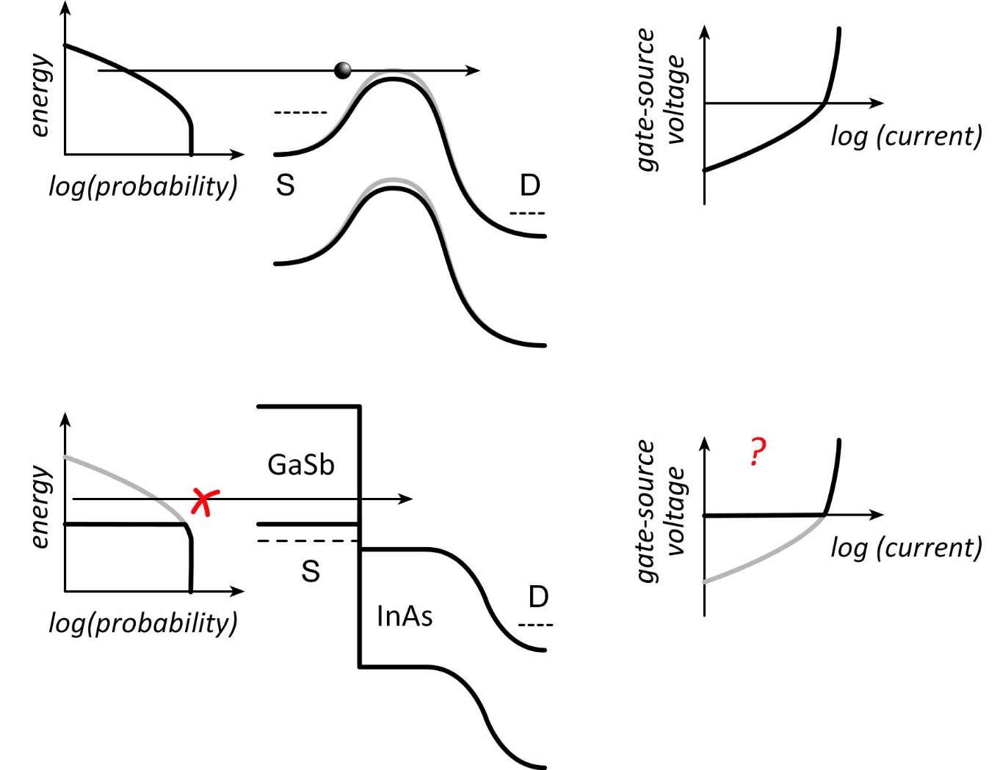 energy
log(probability)
S
D
gate-source
voltage
log (current)
energy
log(probability)
GaSb
S
InAs
D
?
gate-source
voltage
log (current)